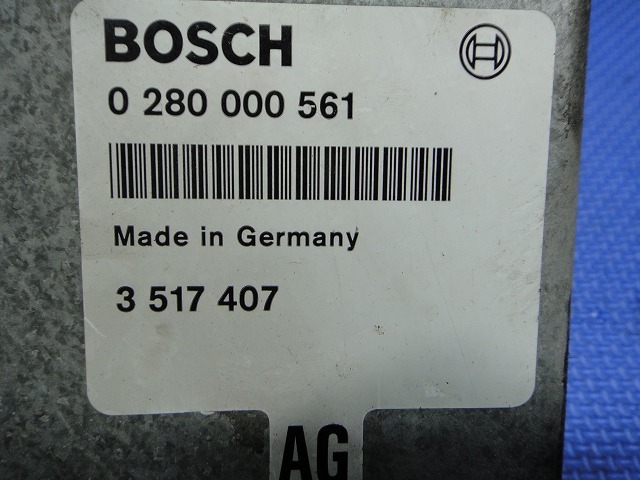 BOSCH
0 280 000 561
Made in Germany
3 517 407
AG